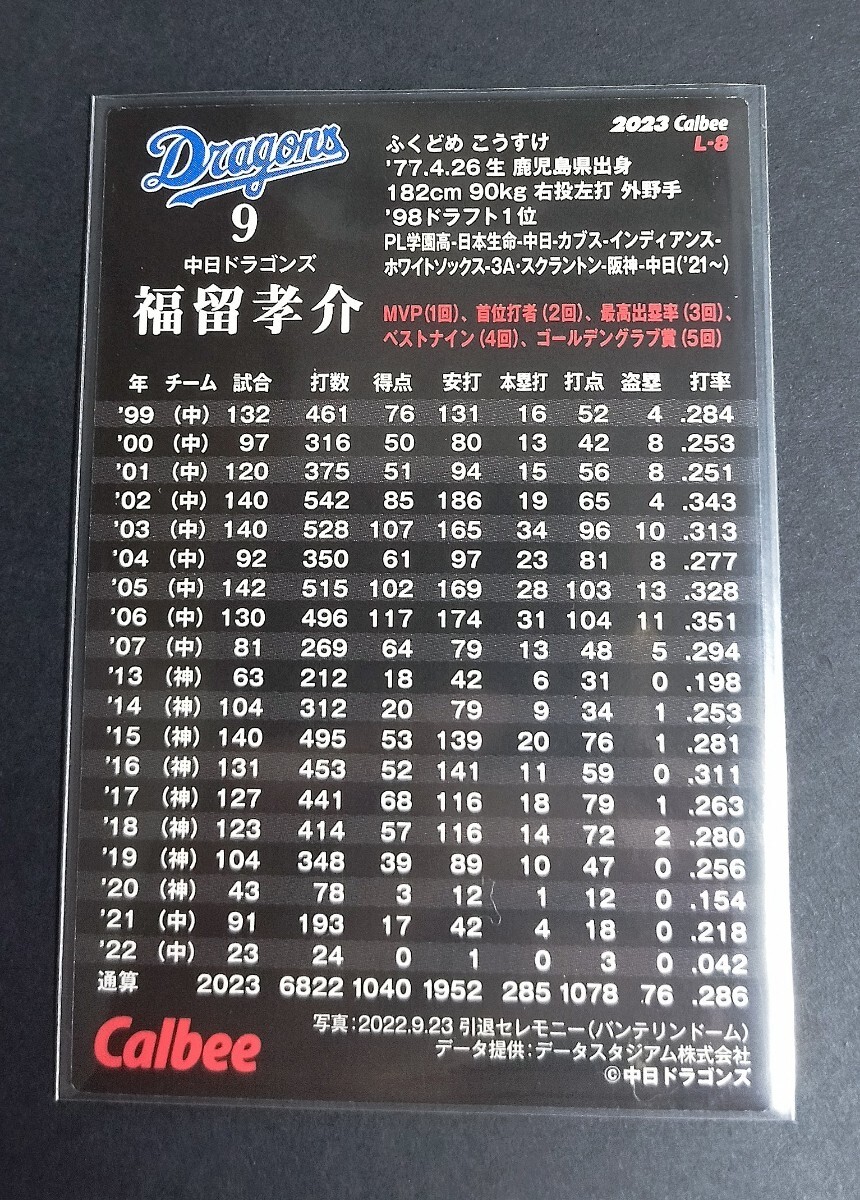 Dragons
9
中日ドラゴンズ
福留孝介
2023 Calbee
L-8
ふくどめ こうすけ
'77.4.26生 鹿児島県出身
182cm 90kg 右投左打 外野手
'98ドラフト1位
PL学園高-日本生命-中日-カブス-インディアンス-
ホワイトソックス-3A・スクラントン-阪神-中日('21〜)
MVP(1回)、首位打者(2回)、最高出塁率(3回)、
ベストナイン(4回)、ゴールデングラブ賞(5回)
年 チーム 試合 打数 得点 安打 本塁打 打点 盗塁 打率
'99 (中) 132 461 76 131 16 52 4 .284
'00 (中) 97 316 50 80 13 42 8 .253
'01 (中) 120 375 51 94 15 56 8 .251
'02 (中) 140 542 85 186 19 65 4 .343
'03 (中) 140 528 107 165 34 96 10 .313
'04 (中) 92 350 61 97 23 81 8 .277
'05 (中) 142 515 102 169 28 103 13 .328
'06 (中) 130 496 117 174 31 104 11 .351
'07 (中) 81 269 64 79 13 48 5 .294
'13 (神) 63 212 18 42 6 31 0 .198
'14 (神) 104 312 20 79 9 34 1 .253
'15 (神) 140 495 53 139 20 76 1 .281
'16 (神) 131 453 52 141 11 59 0 .311
'17 (神) 127 441 68 116 18 79 1 .263
'18 (神) 123 414 57 116 14 72 2 .280
'19 (神) 104 348 39 89 10 47 0 .256
'20 (神) 43 78 3 12 1 12 0 .154
'21 (中) 91 193 17 42 4 18 0 .218
'22 (中) 23 24 0 1 0 3 0 .042
通算 2023 6822 1040 1952 285 1078 76 .286
Calbee
写真:2022.9.23 引退セレモニー(バンテリンドーム)
データ提供:データスタジアム株式会社
©中日ドラゴンズ